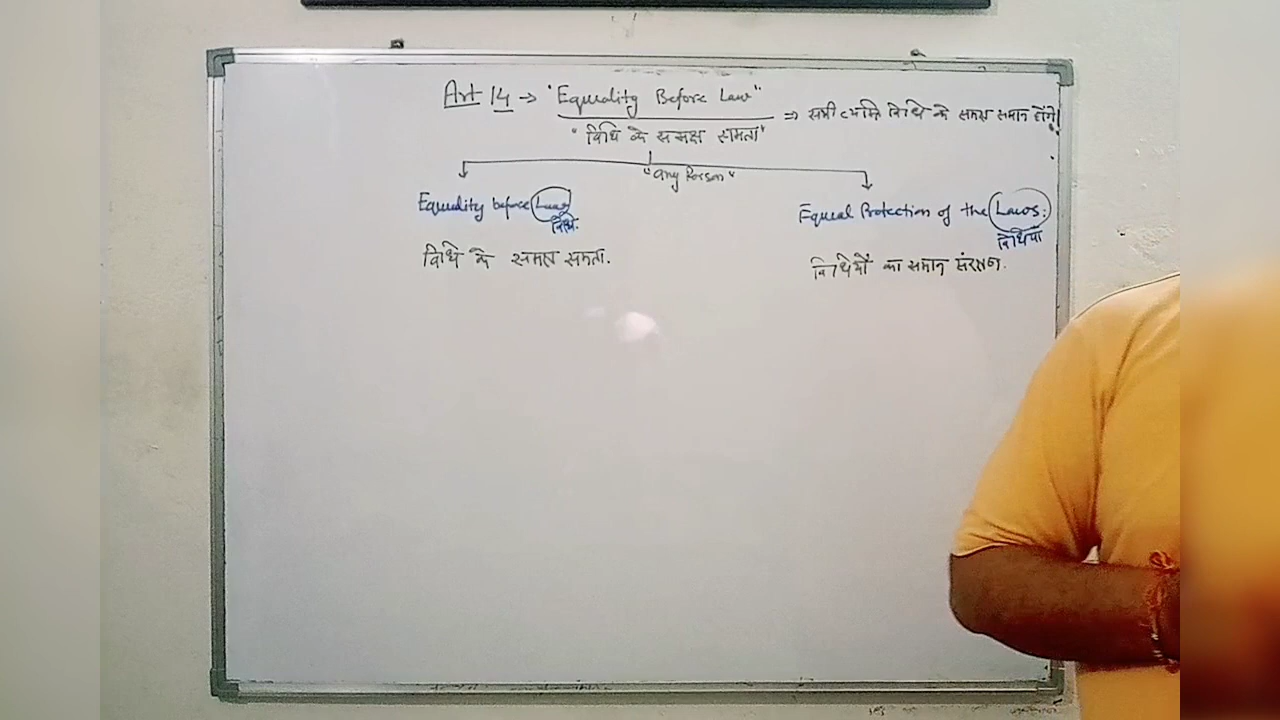 Art 14 → "Equality Before Law" ⇒ सभी व्यक्ति विधि के समक्ष समान होंगे।
"विधि के समक्ष समता"
"any Person"
Equality before Law
विधि.
विधि के समक्ष समता.
Equal Protection of the Laws.
विधियाँ
विधियों का समान संरक्षण.